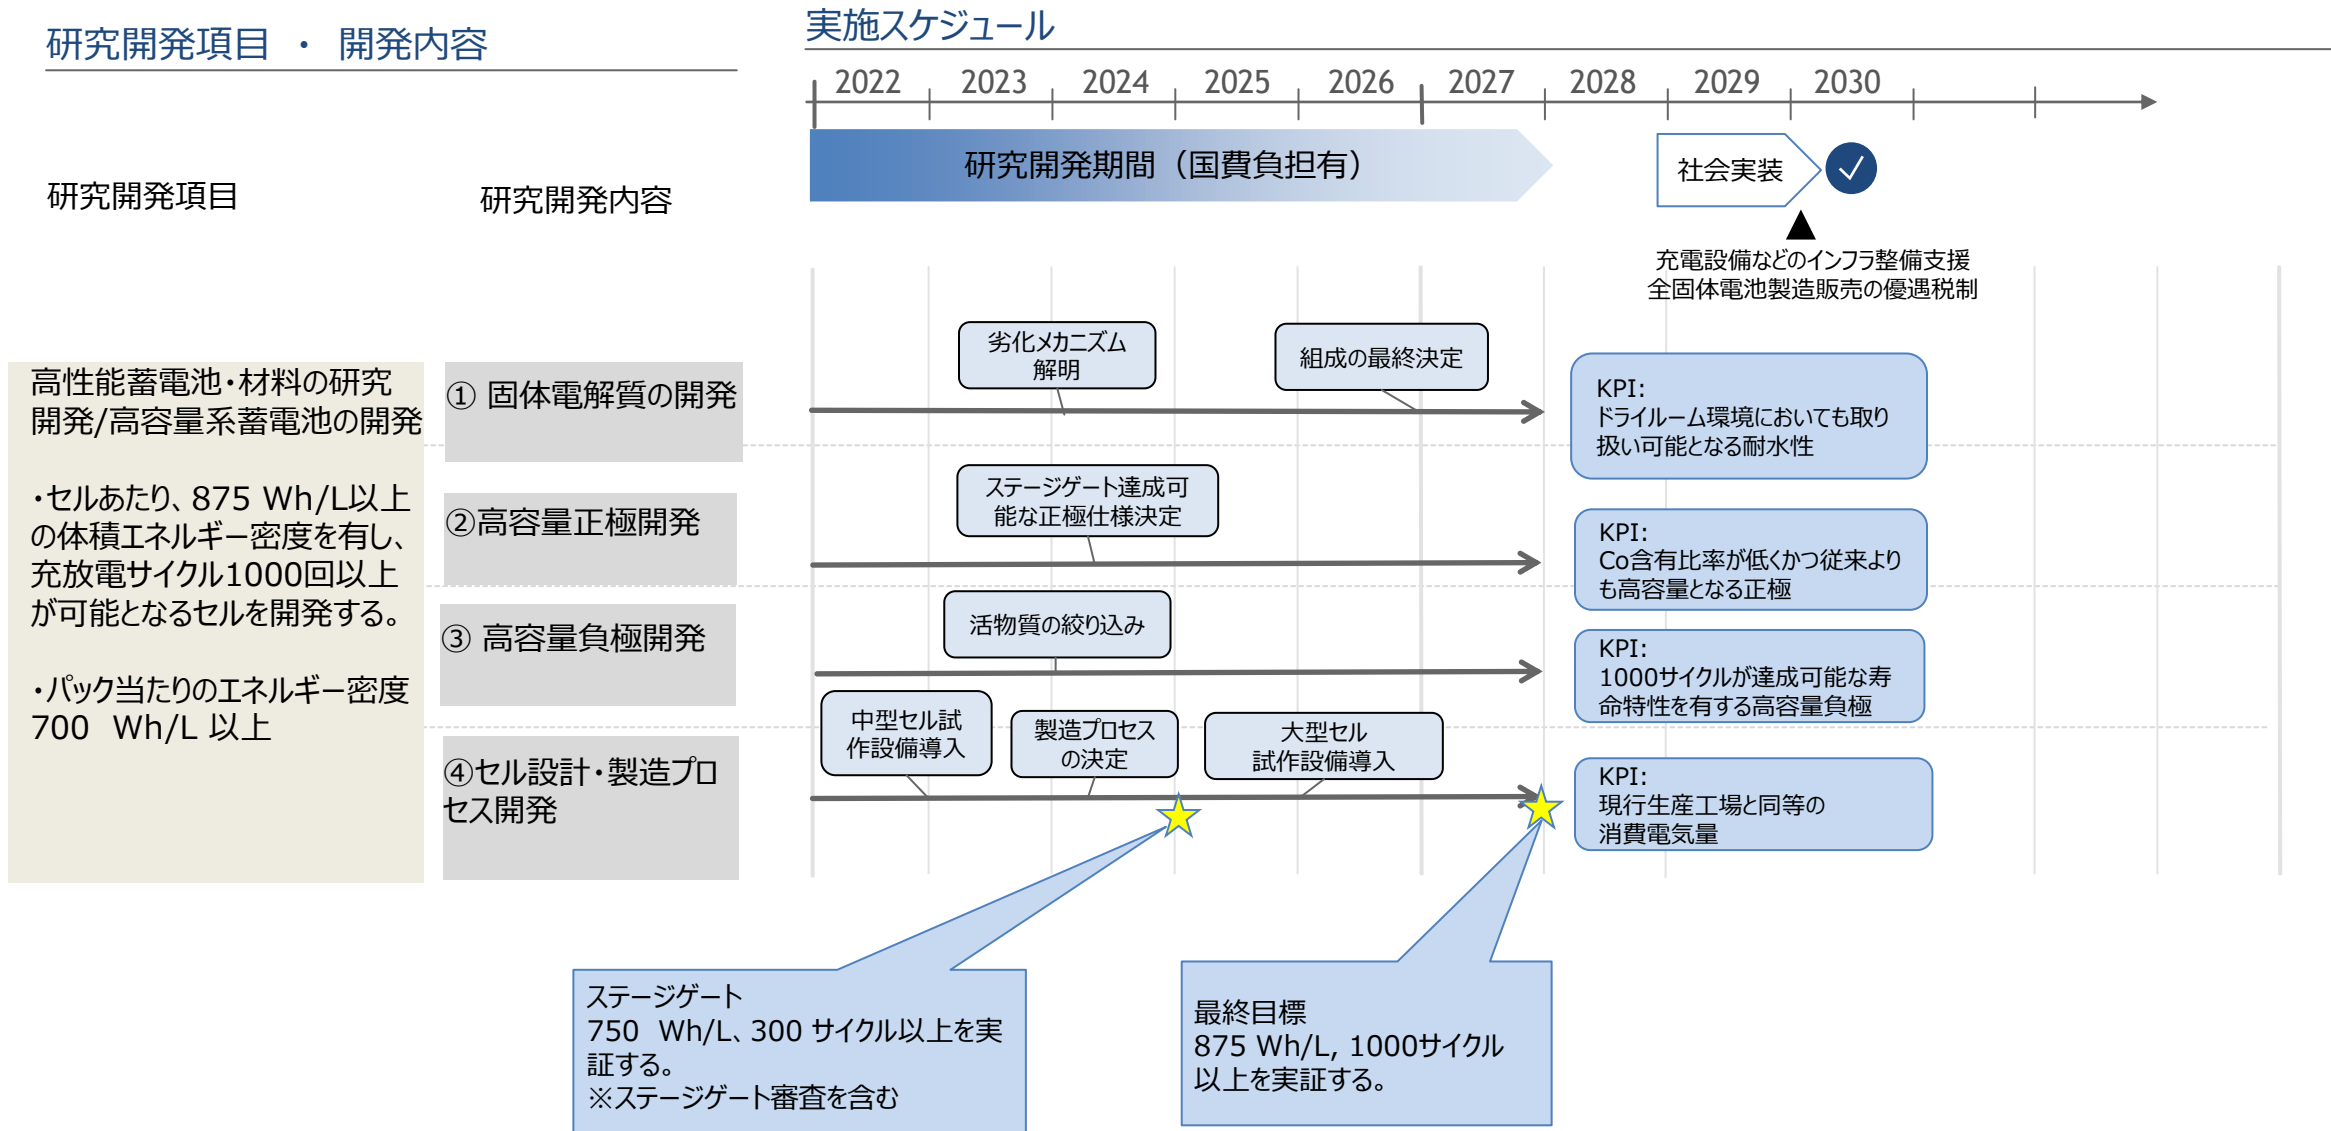 研究開発項目 ・ 開発内容
実施スケジュール
2022 2023 2024 2025 2026 2027 2028 2029 2030
研究開発期間（国費負担有）
社会実装
研究開発項目
研究開発内容
充電設備などのインフラ整備支援
全固体電池製造販売の優遇税制
高性能蓄電池・材料の研究
開発/高容量系蓄電池の開発
・セルあたり、875 Wh/L以上
の体積エネルギー密度を有し、
充放電サイクル1000回以上
が可能となるセルを開発する。
・パック当たりのエネルギー密度
700 Wh/L 以上
① 固体電解質の開発
劣化メカニズム
解明
組成の最終決定
KPI:
ドライルーム環境においても取り
扱い可能となる耐水性
②高容量正極開発
ステージゲート達成可
能な正極仕様決定
KPI:
Co含有比率が低くかつ従来より
も高容量となる正極
③ 高容量負極開発
活物質の絞り込み
KPI:
1000サイクルが達成可能な寿
命特性を有する高容量負極
④セル設計・製造プロ
セス開発
中型セル試
作設備導入
製造プロセス
の決定
大型セル
試作設備導入
KPI:
現行生産工場と同等の
消費電気量
ステージゲート
750 Wh/L、300 サイクル以上を実
証する。
※ステージゲート審査を含む
最終目標
875 Wh/L, 1000サイクル
以上を実証する。